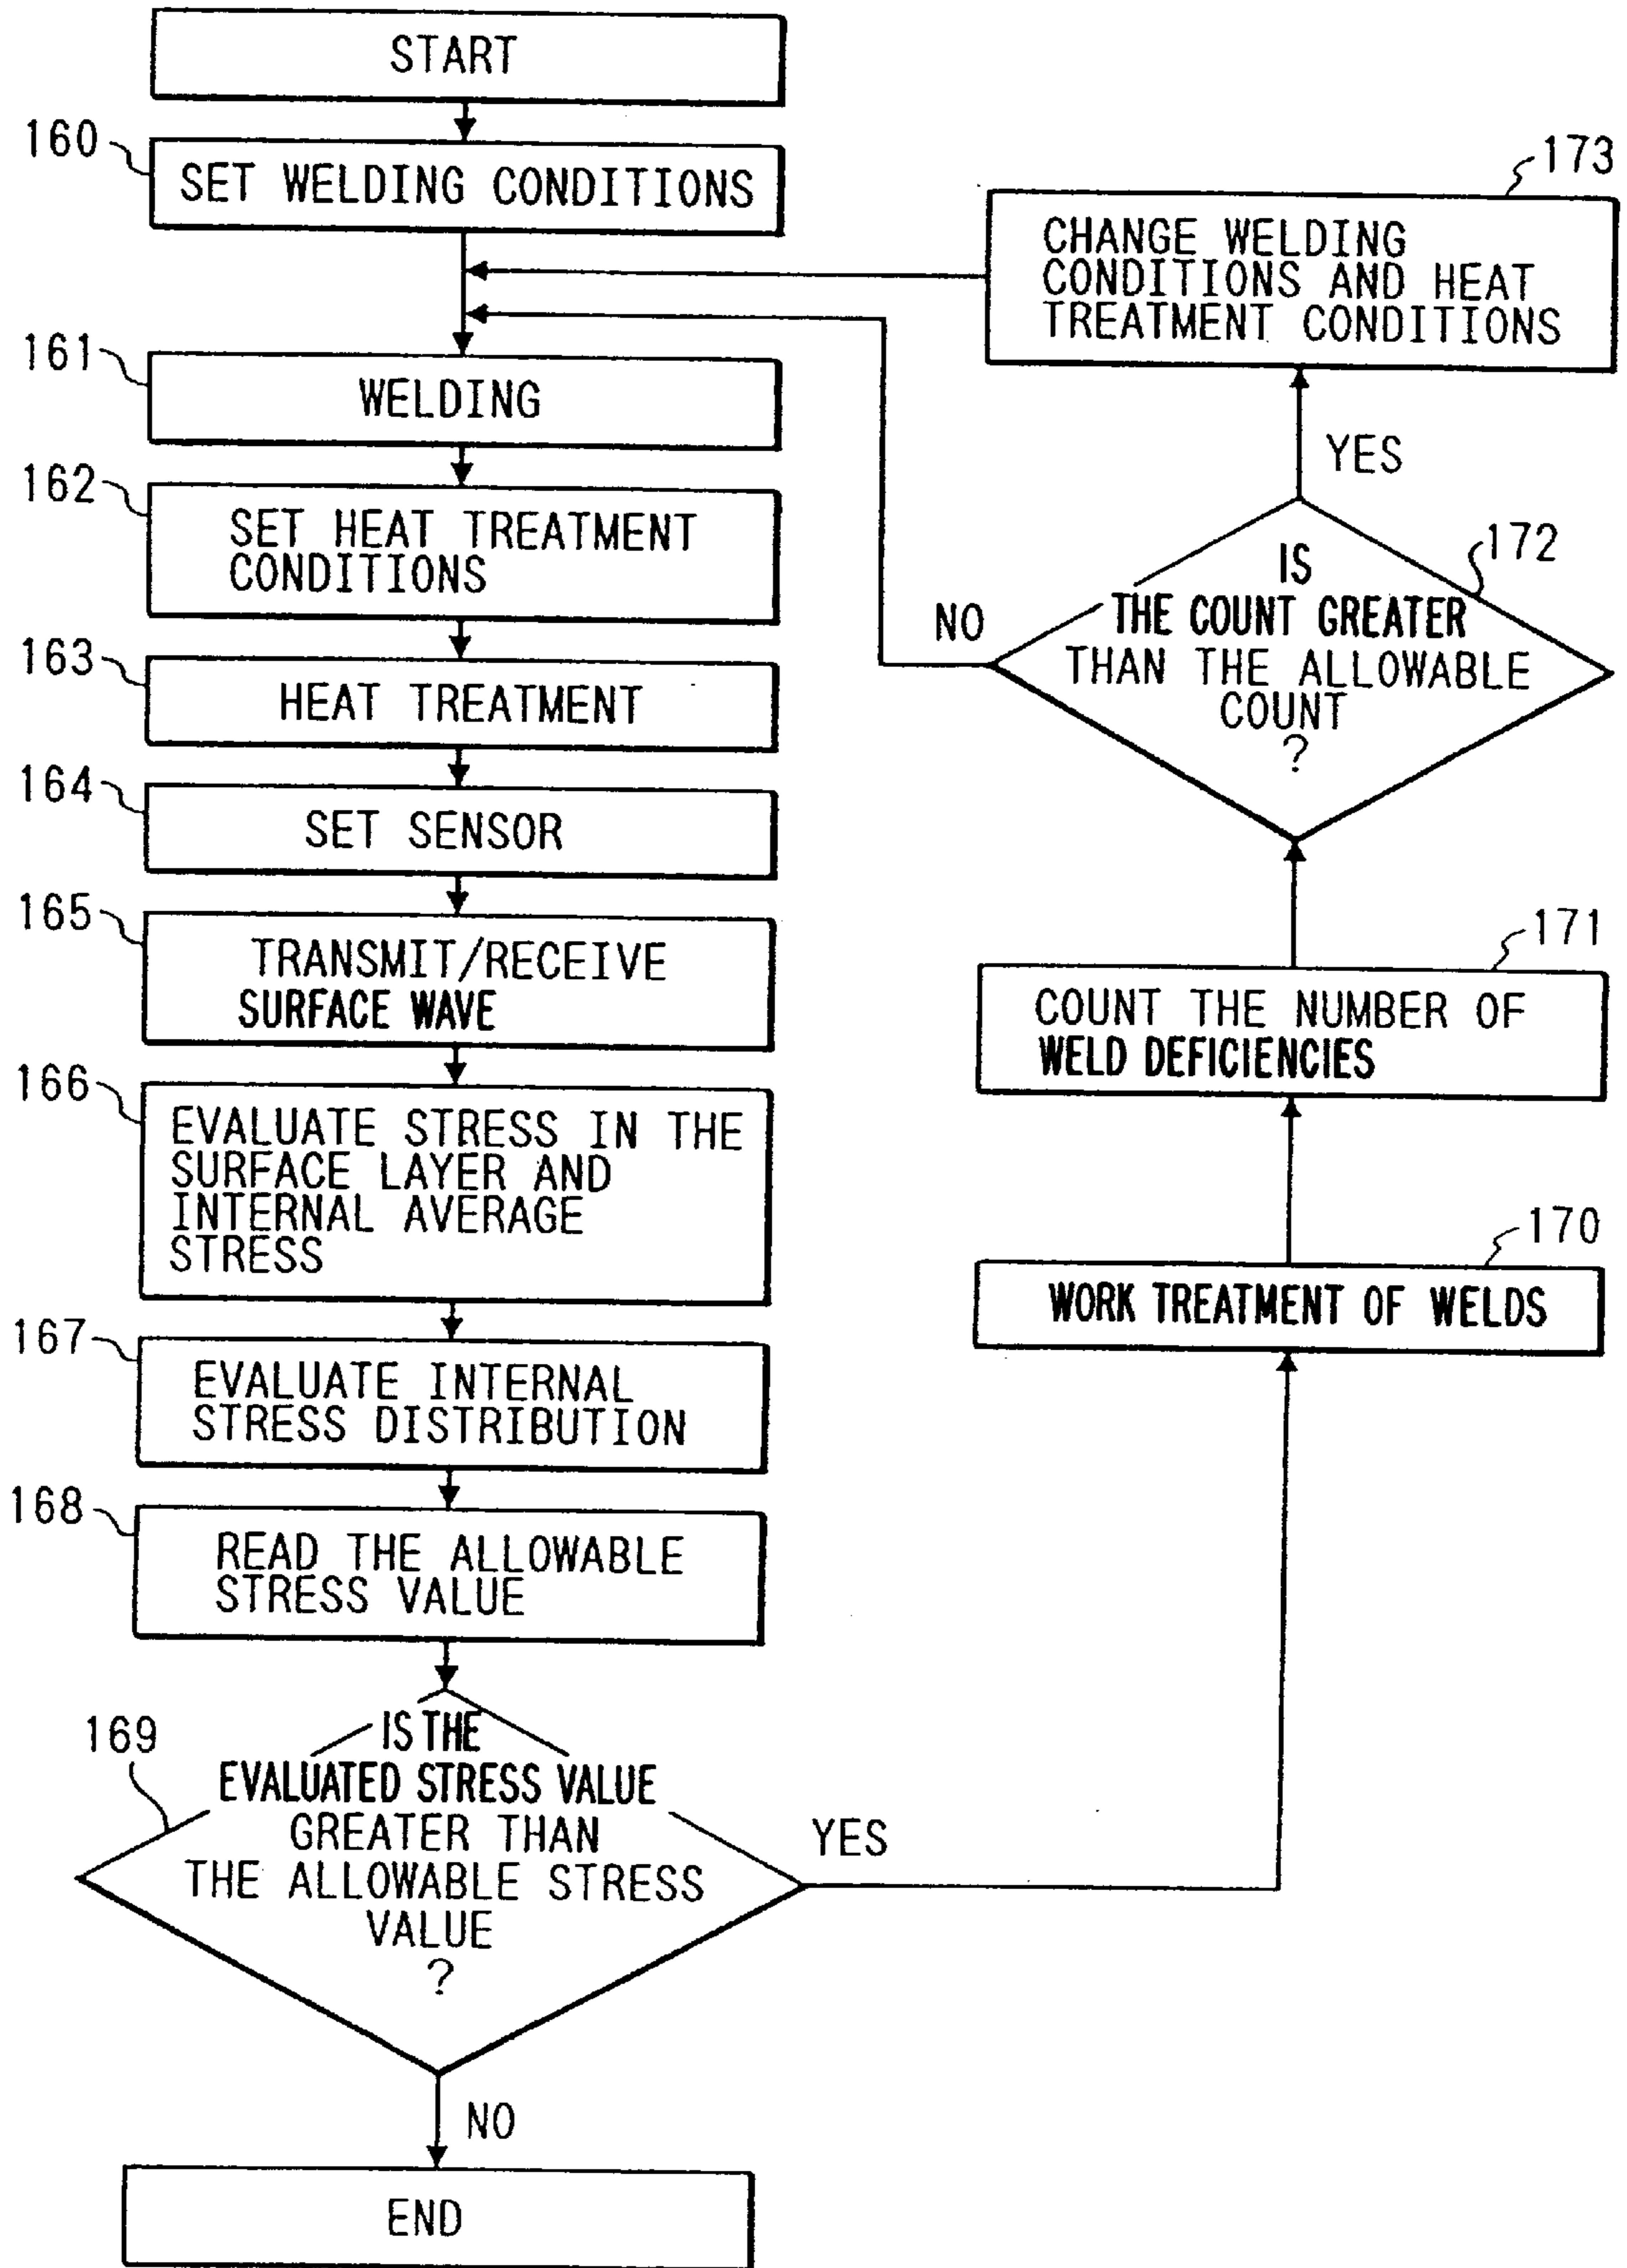 START
160
SET WELDING CONDITIONS
161
WELDING
162
SET HEAT TREATMENT
CONDITIONS
163
HEAT TREATMENT
164
SET SENSOR
165
TRANSMIT/RECEIVE
SURFACE WAVE
166
EVALUATE STRESS IN THE
SURFACE LAYER AND
INTERNAL AVERAGE
STRESS
167
EVALUATE INTERNAL
STRESS DISTRIBUTION
168
READ THE ALLOWABLE
STRESS VALUE
169
IS THE
EVALUATED STRESS VALUE
GREATER THAN
THE ALLOWABLE STRESS
VALUE
?
YES
NO
END
170
WORK TREATMENT OF WELDS
171
COUNT THE NUMBER OF
WELD DEFICIENCIES
172
IS
THE COUNT GREATER
THAN THE ALLOWABLE
COUNT
?
NO
YES
173
CHANGE WELDING
CONDITIONS AND HEAT
TREATMENT CONDITIONS